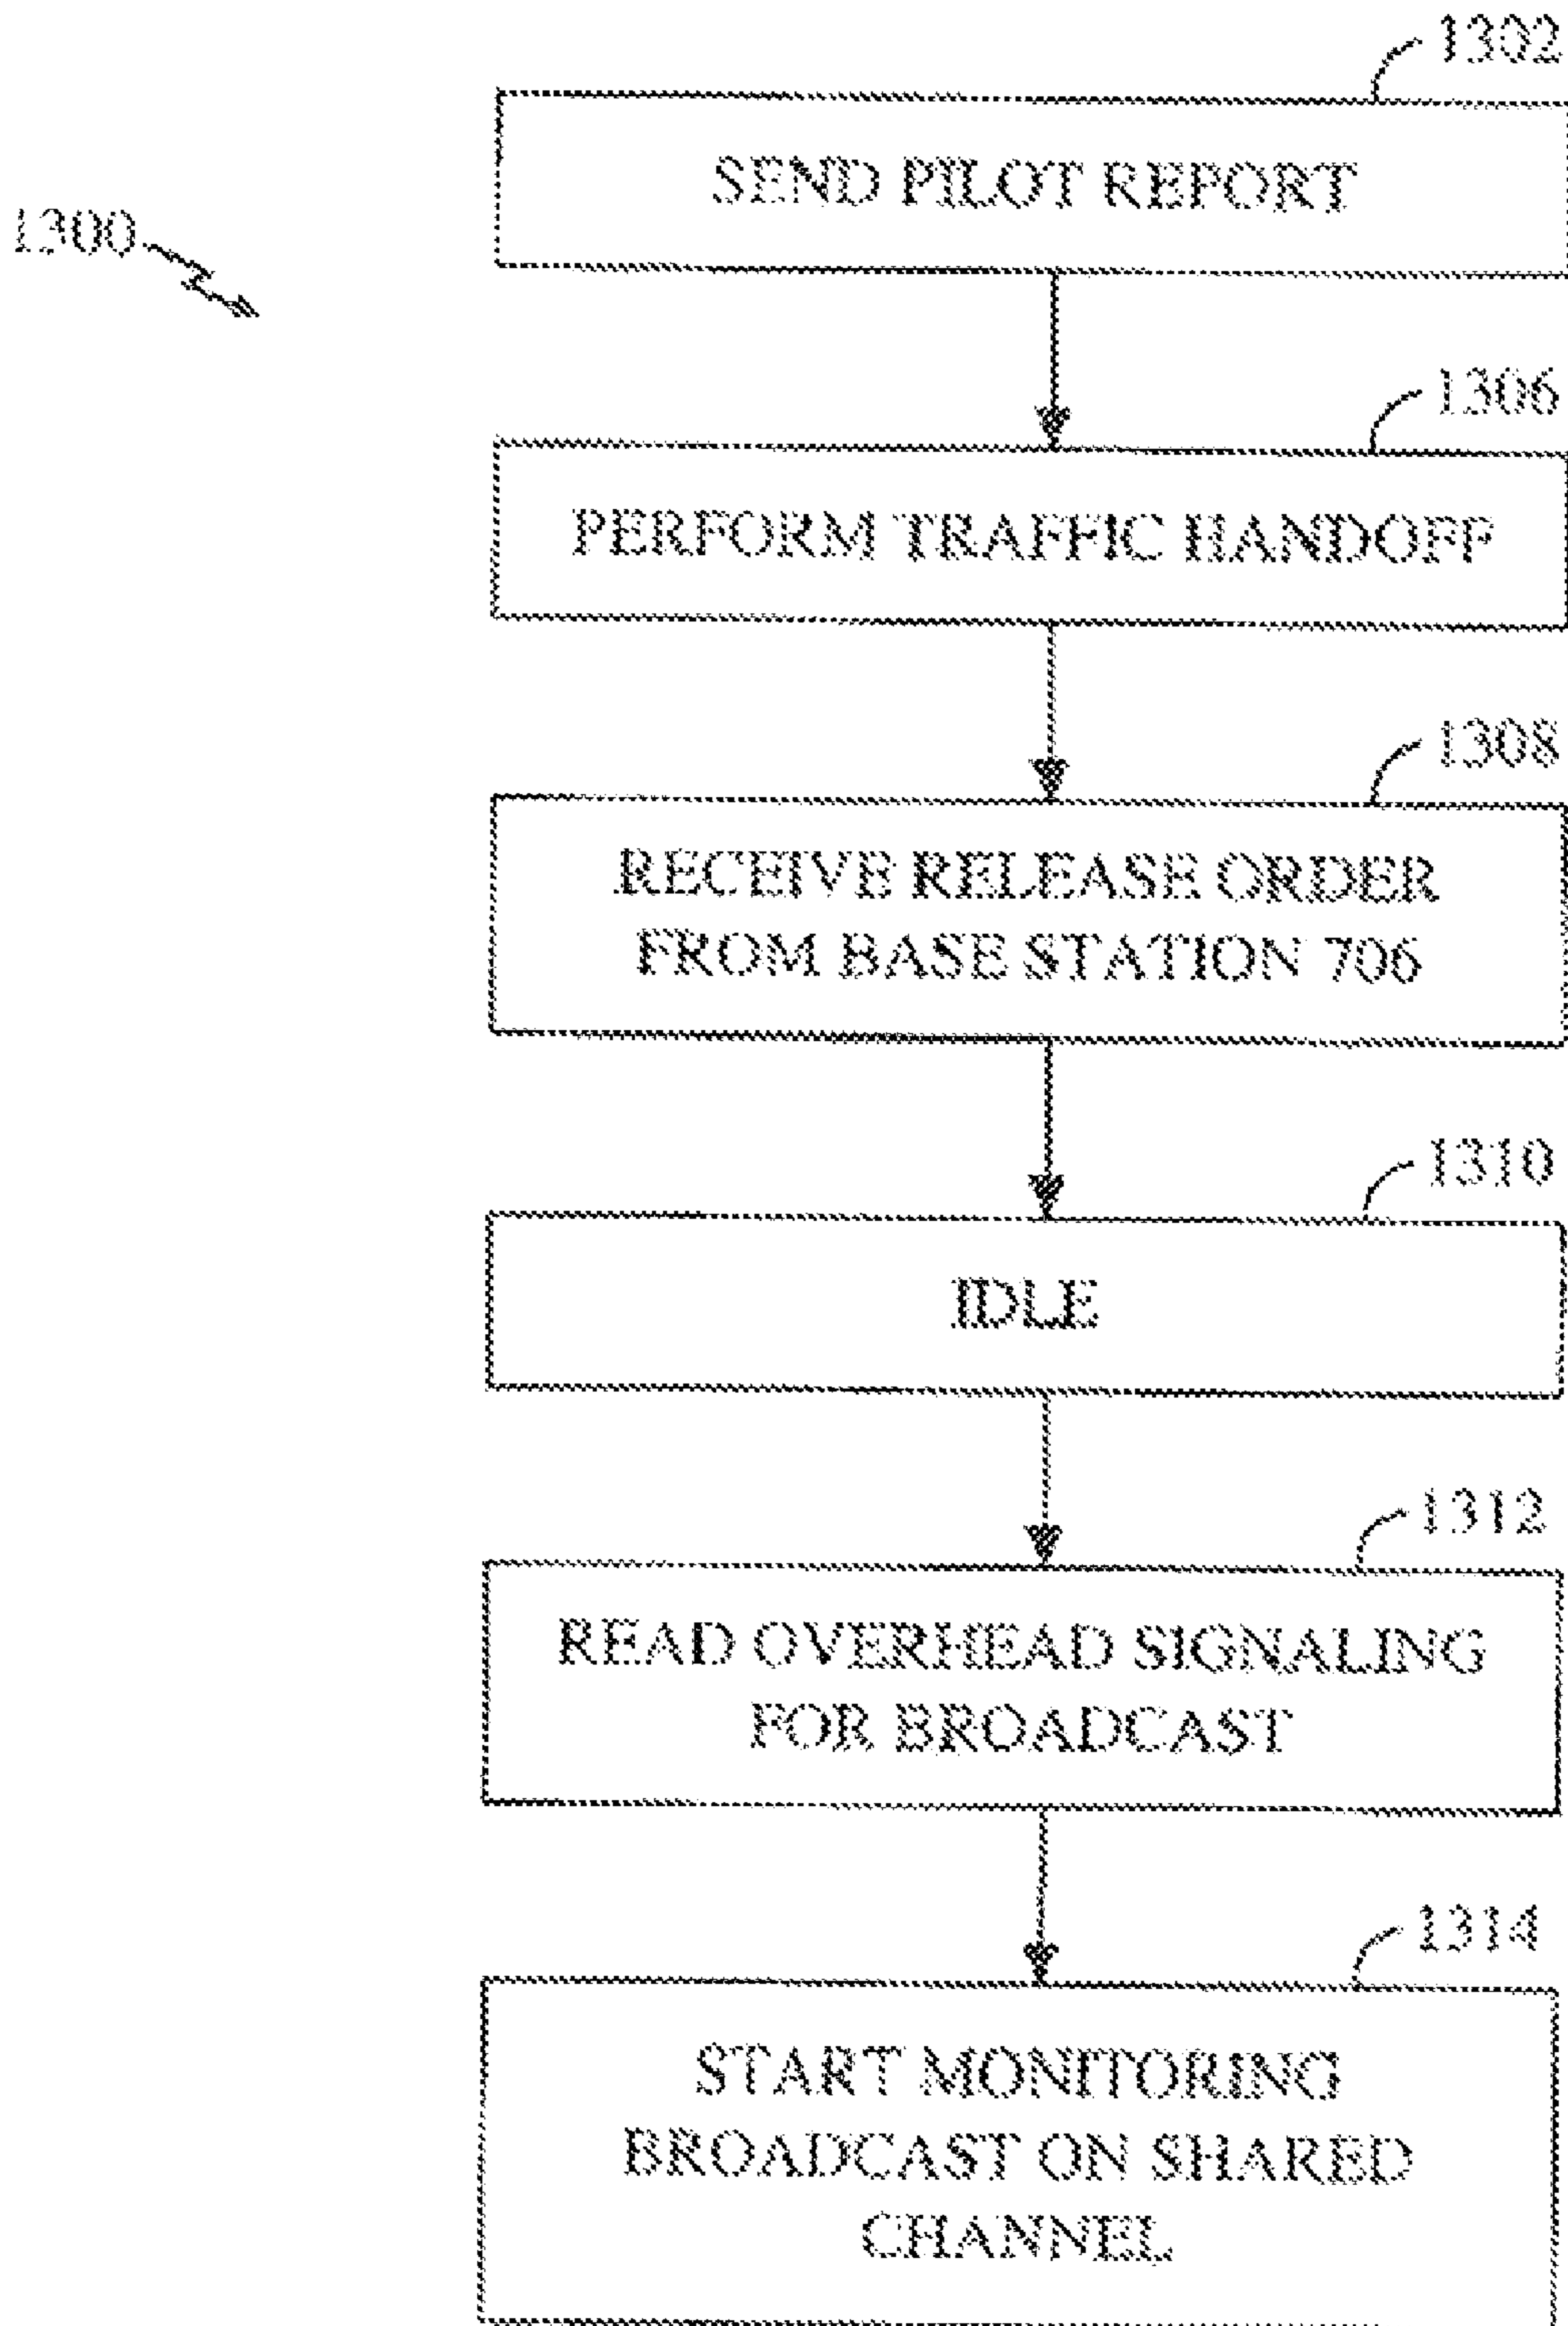 1302
SEND PILOT REPORT
1300
1306
PERFORM TRAFFIC HANDOFF
1308
RECEIVE RELEASE ORDER
FROM BASE STATION 706
1310
IDLE
1312
READ OVERHEAD SIGNALING
FOR BROADCAST
1314
START MONITORING
BROADCAST ON SHARED
CHANNEL